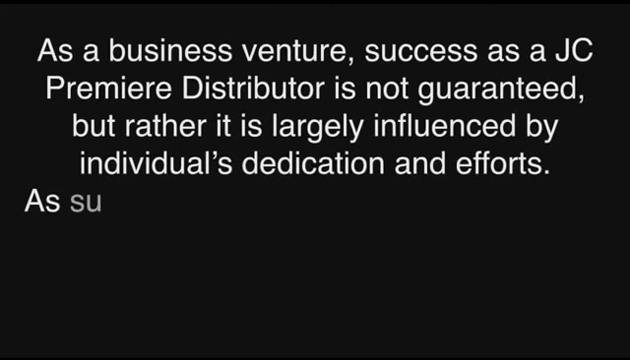 As a business venture, success as a JC
Premiere Distributor is not guaranteed,
but rather it is largely influenced by
individual’s dedication and efforts.
As su